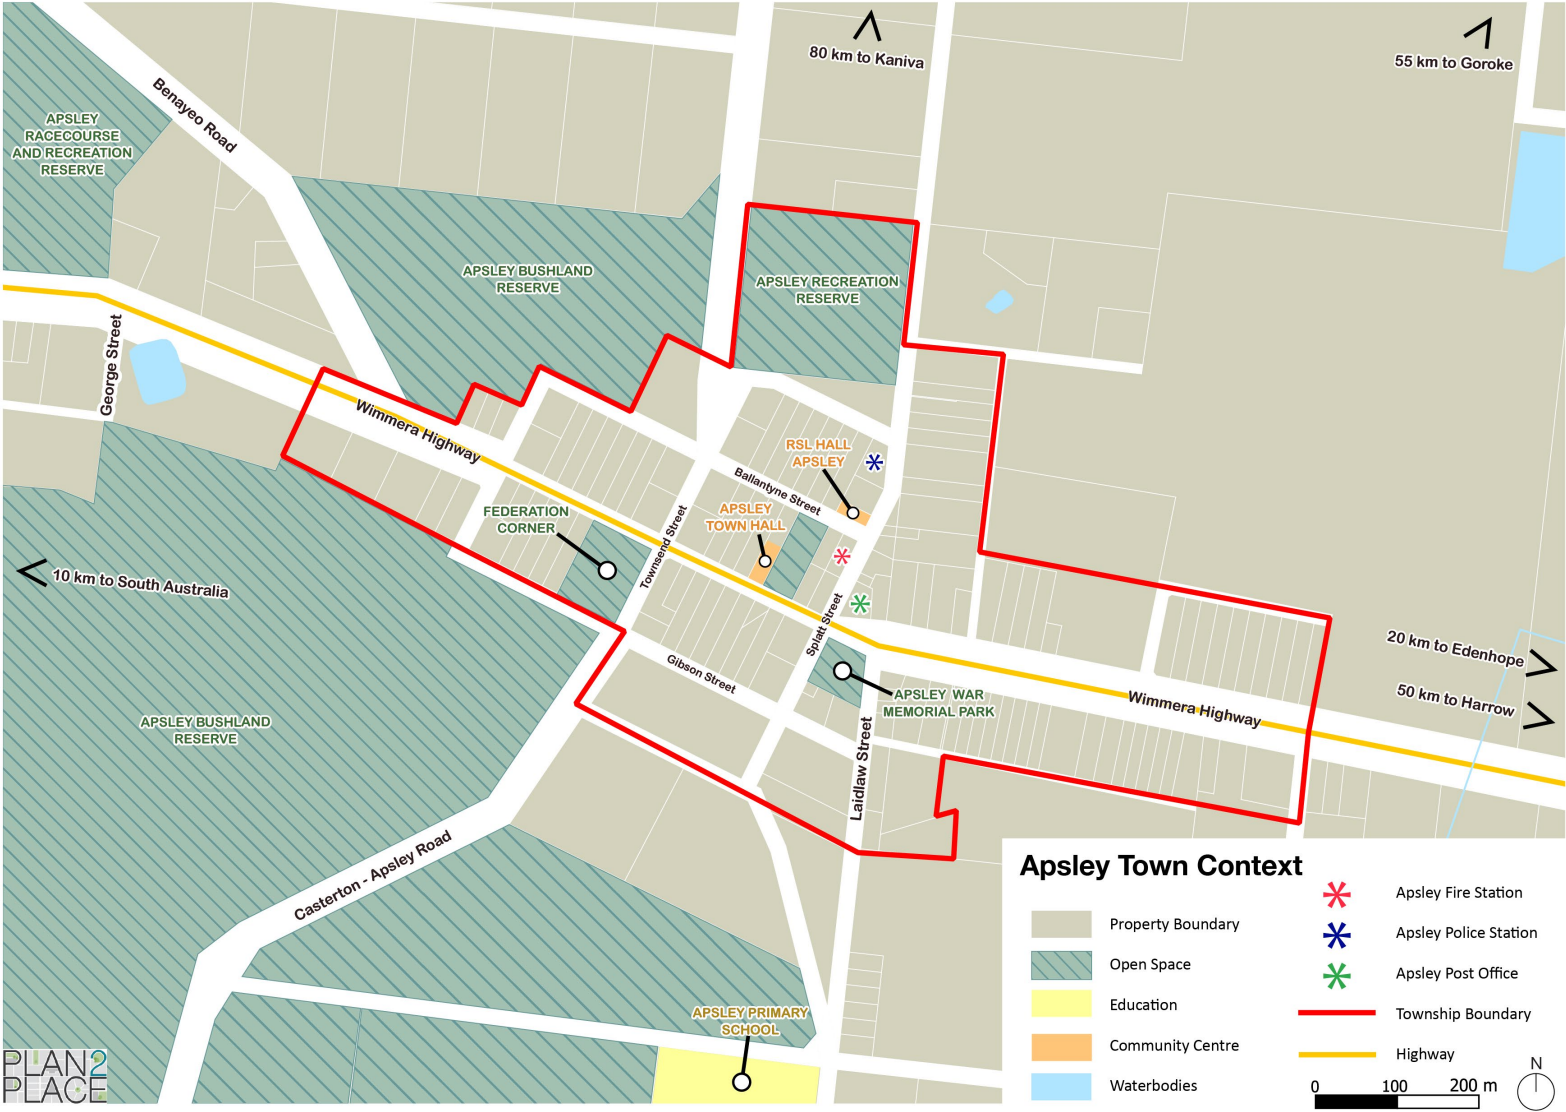 80 km to Kaniva
55 km to Goroke
Benayeo Road
APSLEY
RACECOURSE
AND RECREATION
RESERVE
APSLEY BUSHLAND
RESERVE
APSLEY RECREATION
RESERVE
George Street
Wimmera Highway
RSL HALL
APSLEY
Ballantyne Street
APSLEY
TOWN HALL
FEDERATION
CORNER
Townsend Street
10 km to South Australia
Splatt Street
Gibson Street
20 km to Edenhope
50 km to Harrow
Wimmera Highway
APSLEY WAR
MEMORIAL PARK
APSLEY BUSHLAND
RESERVE
Laidlaw Street
Casterton - Apsley Road
APSLEY PRIMARY
SCHOOL
PLAN2
PLACE
Apsley Town Context
Property Boundary
Open Space
Education
Community Centre
Waterbodies
Apsley Fire Station
Apsley Police Station
Apsley Post Office
Township Boundary
Highway
0 100 200 m
N